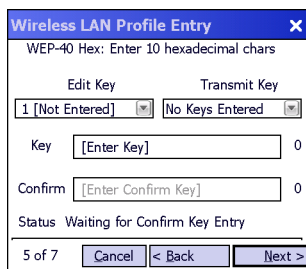 Wireless LAN Profile Entry X
WEP-40 Hex: Enter 10 hexadecimal chars
Edit Key Transmit Key
1 [Not Entered] No Keys Entered
Key [Enter Key] 0
Confirm [Enter Confirm Key] 0
Status Waiting for Confirm Key Entry
5 of 7 Cancel < Back Next >